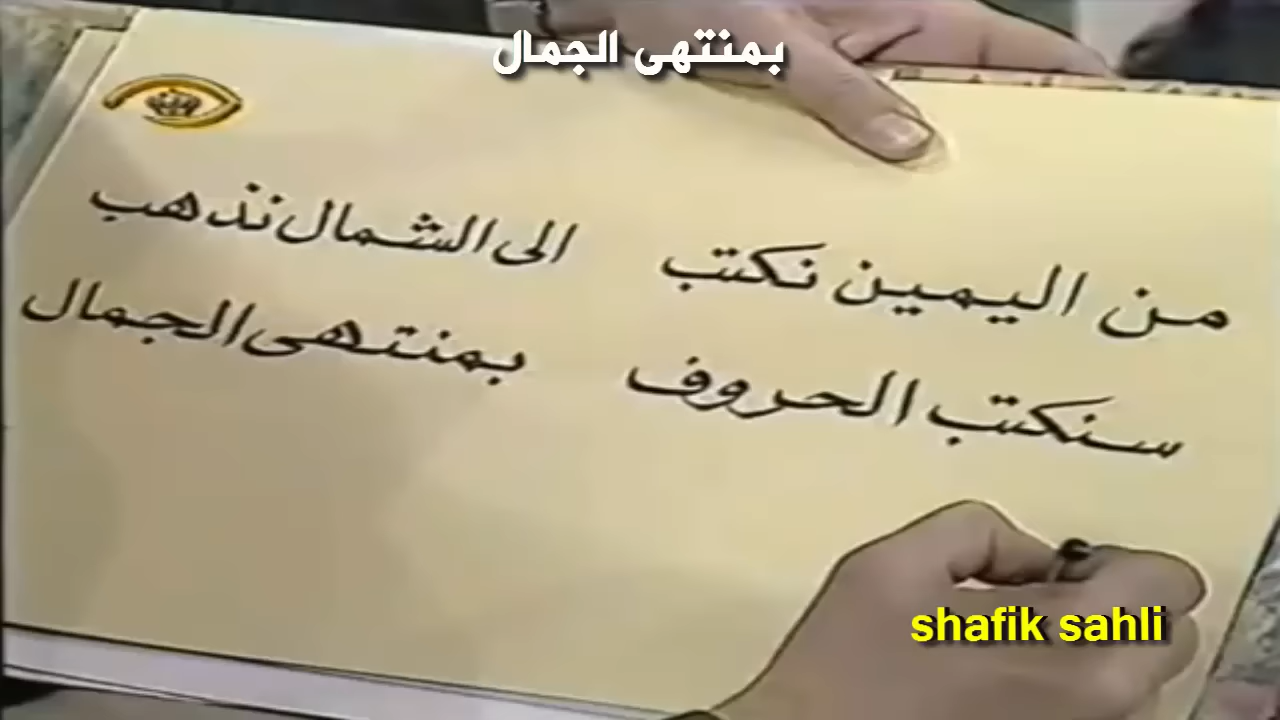 بمنتهى الجمال
من اليمين نكتب الى الشمال نذهب
سنكتب الحروف بمنتهى الجمال
shafik sahli